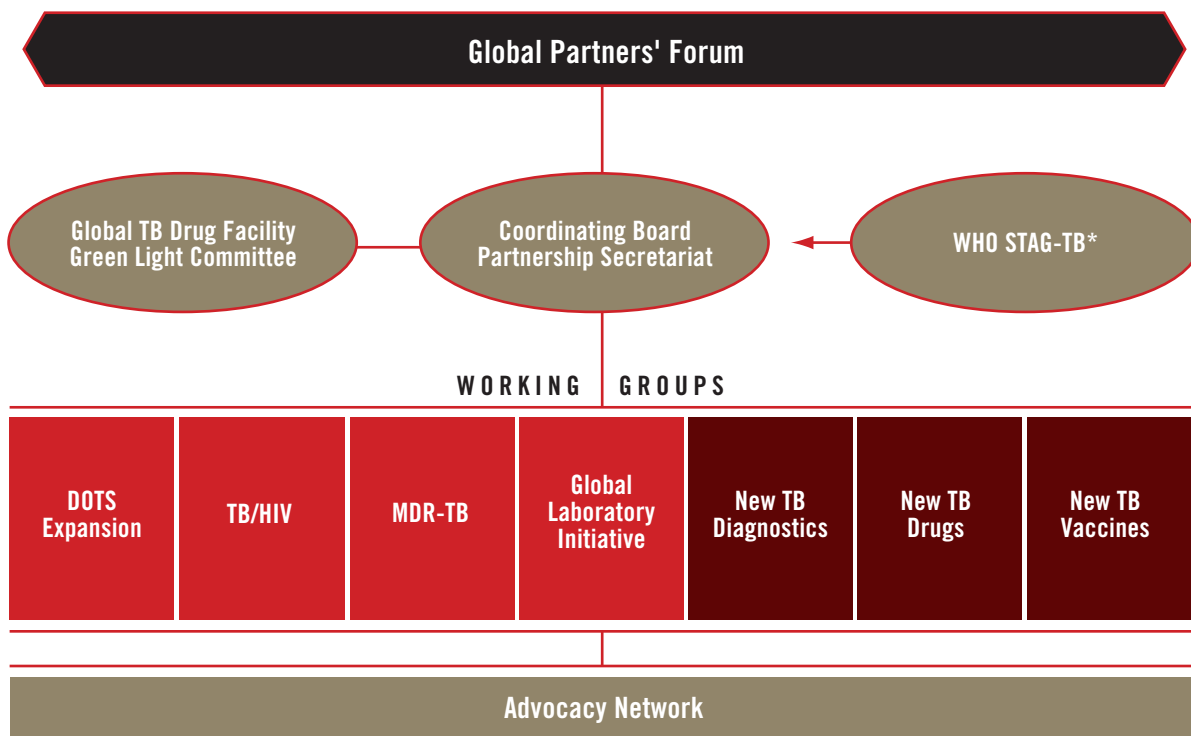 Global Partners' Forum
Global TB Drug Facility
Green Light Committee
Coordinating Board
Partnership Secretariat
WHO STAG-TB*
WORKING GROUPS
DOTS
Expansion
TB/HIV
MDR-TB
Global
Laboratory
Initiative
New TB
Diagnostics
New TB
Drugs
New TB
Vaccines
Advocacy Network